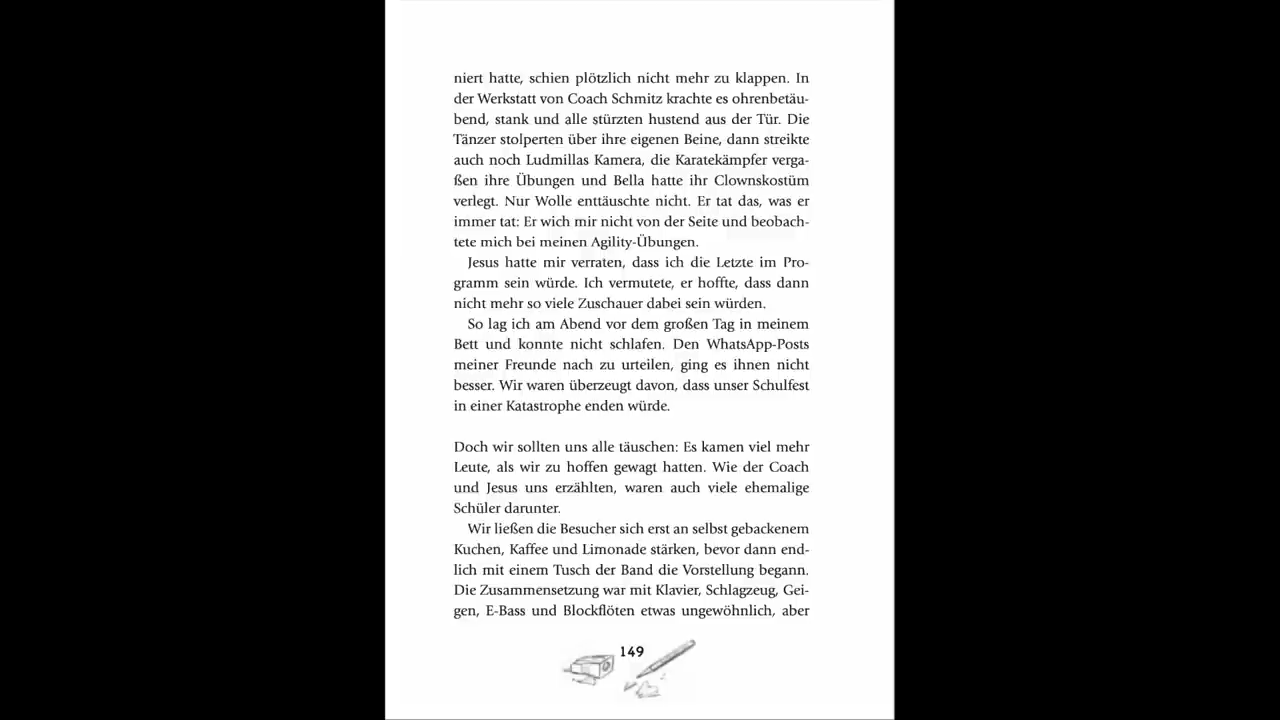 niert hatte, schien plötzlich nicht mehr zu klappen. In
der Werkstatt von Coach Schmitz krachte es ohrenbetäu-
bend, stank und alle stürzten hustend aus der Tür. Die
Tänzer stolperten über ihre eigenen Beine, dann streikte
auch noch Ludmillas Kamera, die Karatekämpfer verga-
ßen ihre Übungen und Bella hatte ihr Clownskostüm
verlegt. Nur Wolle enttäuschte nicht. Er tat das, was er
immer tat: Er wich mir nicht von der Seite und beobach-
tete mich bei meinen Agility-Übungen.
Jesus hatte mir verraten, dass ich die Letzte im Pro-
gramm sein würde. Ich vermutete, er hoffte, dass dann
nicht mehr so viele Zuschauer dabei sein würden.
So lag ich am Abend vor dem großen Tag in meinem
Bett und konnte nicht schlafen. Den WhatsApp-Posts
meiner Freunde nach zu urteilen, ging es ihnen nicht
besser. Wir waren überzeugt davon, dass unser Schulfest
in einer Katastrophe enden würde.
Doch wir sollten uns alle täuschen: Es kamen viel mehr
Leute, als wir zu hoffen gewagt hatten. Wie der Coach
und Jesus uns erzählten, waren auch viele ehemalige
Schüler darunter.
Wir ließen die Besucher sich erst an selbst gebackenem
Kuchen, Kaffee und Limonade stärken, bevor dann end-
lich mit einem Tusch der Band die Vorstellung begann.
Die Zusammensetzung war mit Klavier, Schlagzeug, Gei-
gen, E-Bass und Blockflöten etwas ungewöhnlich, aber
149